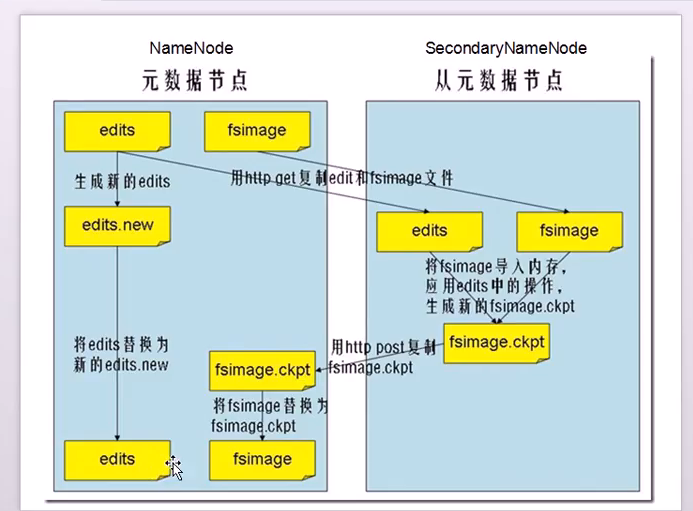 NameNode
SecondaryNameNode
元数据节点
从元数据节点
edits
fsimage
生成新的edits
用http get复制edit和fsimage文件
edits.new
edits
fsimage
将fsimage导入内存，
应用edits中的操作，
生成新的fsimage.ckpt
将edits替换为
新的edits.new
用http post复制
fsimage.ckpt
fsimage.ckpt
fsimage.ckpt
将fsimage替换为
fsimage.ckpt
edits
fsimage